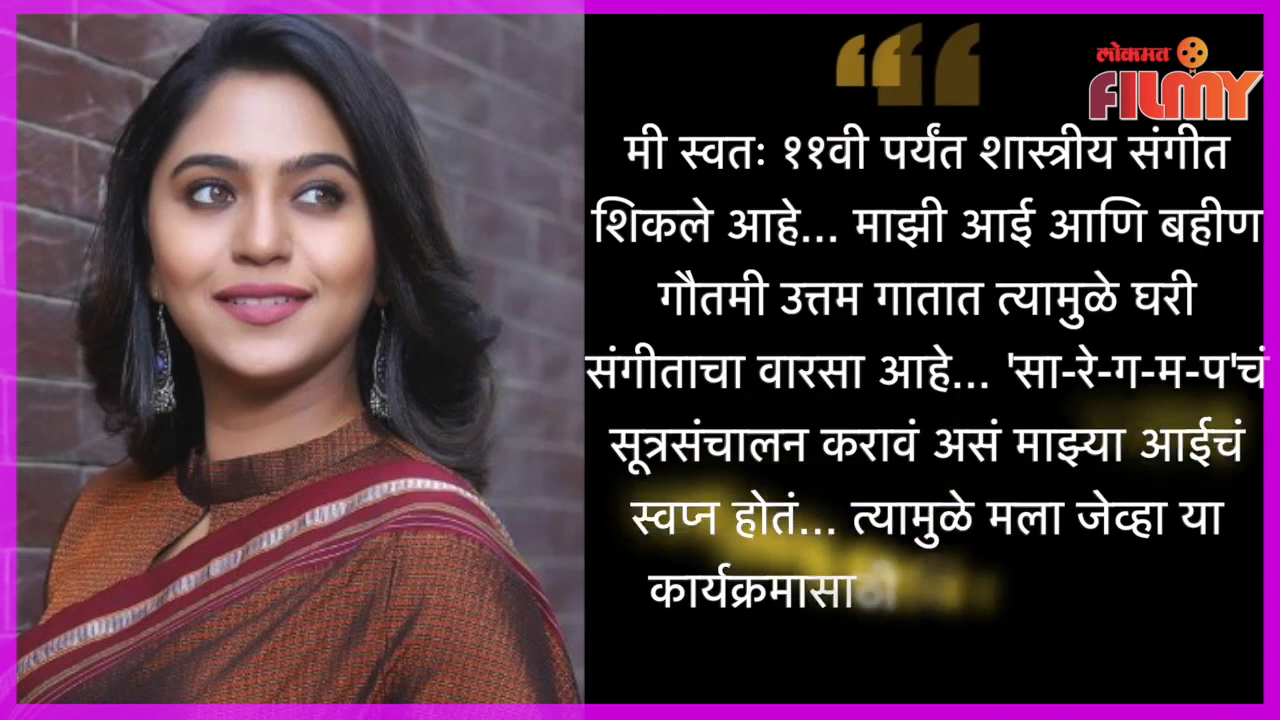 लोकमत
FILMY
मी स्वतः ११वी पर्यंत शास्त्रीय संगीत
शिकले आहे... माझी आई आणि बहीण
गौतमी उत्तम गातात त्यामुळे घरी
संगीताचा वारसा आहे... 'सा-रे-ग-म-प'चं
सूत्रसंचालन करावं असं माझ्या आईचं
स्वप्न होतं... त्यामुळे मला जेव्हा या
कार्यक्रमासाठी